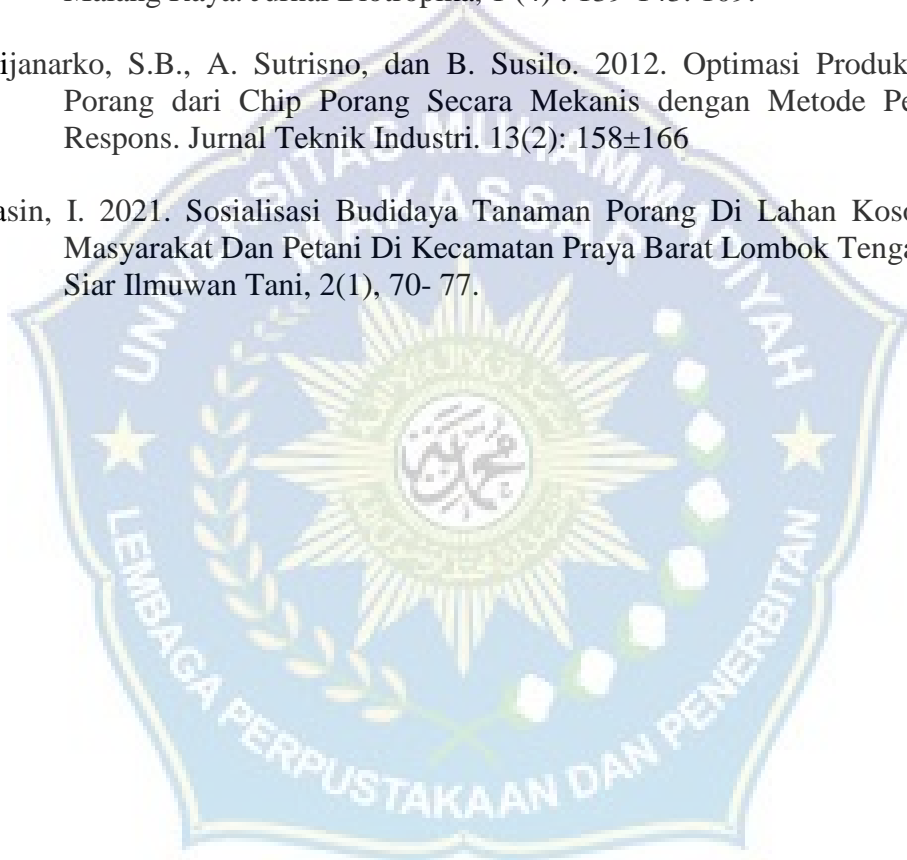 Malang Raya. Jurnal Biotropika, 1 (4) : 139-143. 169.
ijanarko, S.B., A. Sutrisno, dan B. Susilo. 2012. Optimasi Produk
Porang dari Chip Porang Secara Mekanis dengan Metode Pe
Respons. Jurnal Teknik Industri. 13(2): 158±166
asin, I. 2021. Sosialisasi Budidaya Tanaman Porang Di Lahan Koso
Masyarakat Dan Petani Di Kecamatan Praya Barat Lombok Tenga
Siar Ilmuwan Tani, 2(1), 70- 77.
UNIVERSITAS MUHAMMADIYAH
MAKASSAR
محمد
LEMBAGA PERPUSTAKAAN DAN PENERBITAN